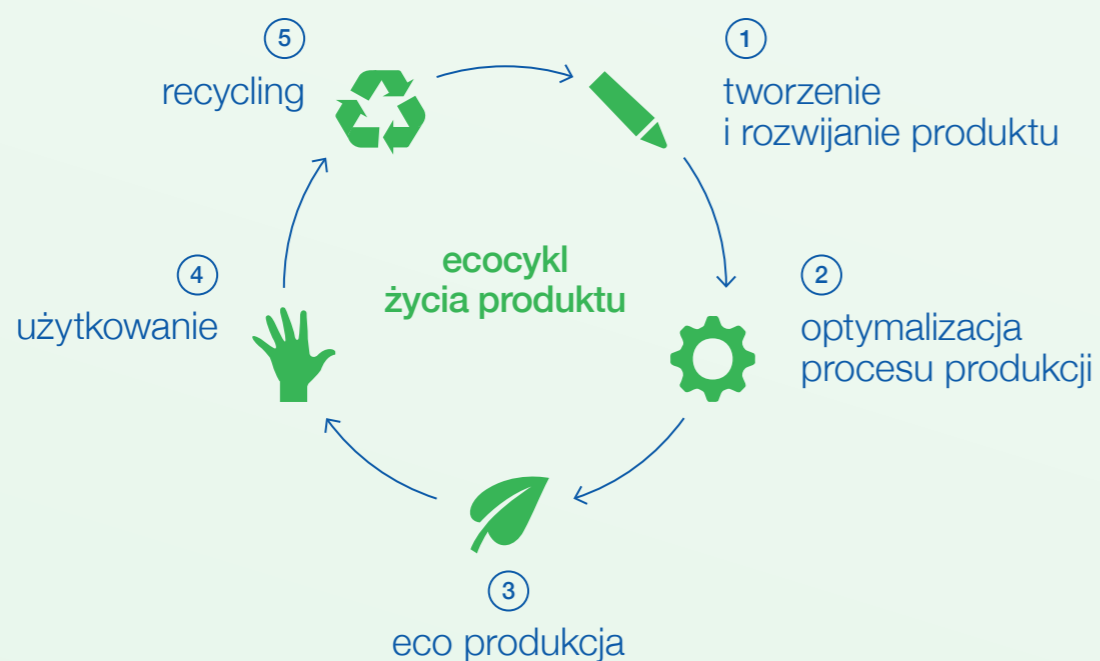 ecocykl
życia produktu
1
tworzenie
i rozwijanie produktu
2
optymalizacja
procesu produkcji
3
eco produkcja
4
użytkowanie
5
recycling